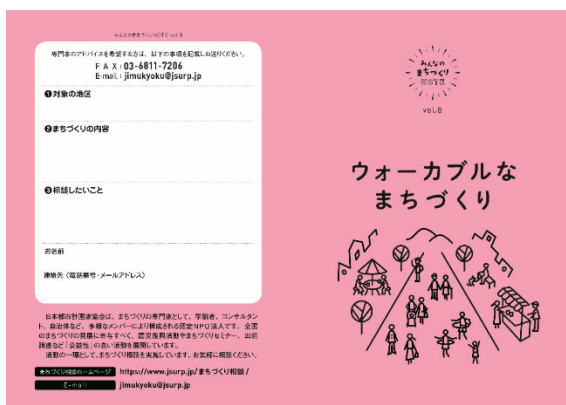 みんなのまちづくりNOTE vol.8
専門家のアドバイスを希望する方は、以下の事項を記載しお送りください。
FAX：03-6811-7206
E-mail：jimukyoku@jsurp.jp
❶対象の地区
❷まちづくりの内容
❸相談したいこと
お名前
連絡先（電話番号・メールアドレス）
日本都市計画家協会は、まちづくりの専門家として、学識者、コンサルタン
ト、自治体など、多様なメンバーにより構成される認定NPO法人です。全国
のまちづくりの発展に寄与すべく、震災復興活動やまちづくりセミナー、出前
講座など「公益性」の高い活動を展開しています。
活動の一環として、まちづくり相談を実施しています。お気軽に相談ください。
まちづくり相談ホームページ https://www.jsurp.jp/まちづくり相談/
E-mail jimukyoku@jsurp.jp
みんなの
まちづくり
NOTE
vol.8
ウォーカブルな
まちづくり